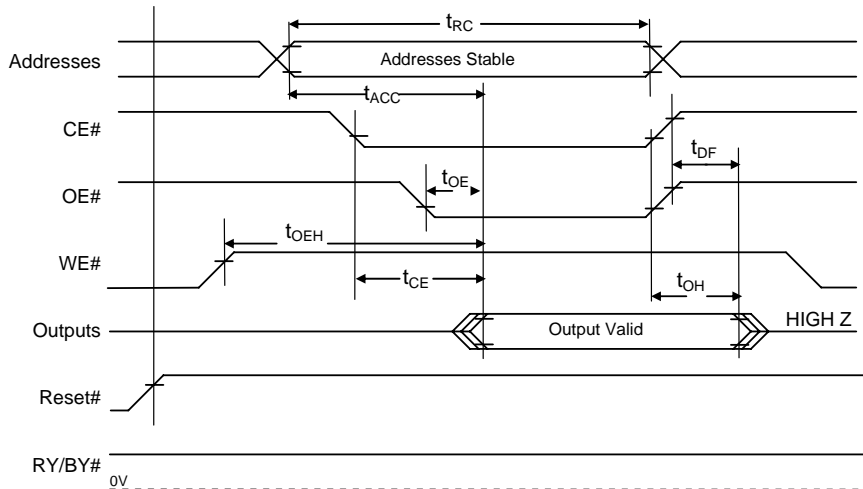 tRC
Addresses
Addresses Stable
tACC
CE#
tDF
OE#
tOE
tOEH
WE#
tCE
tOH
Outputs
Output Valid
HIGH Z
Reset#
RY/BY#
0V